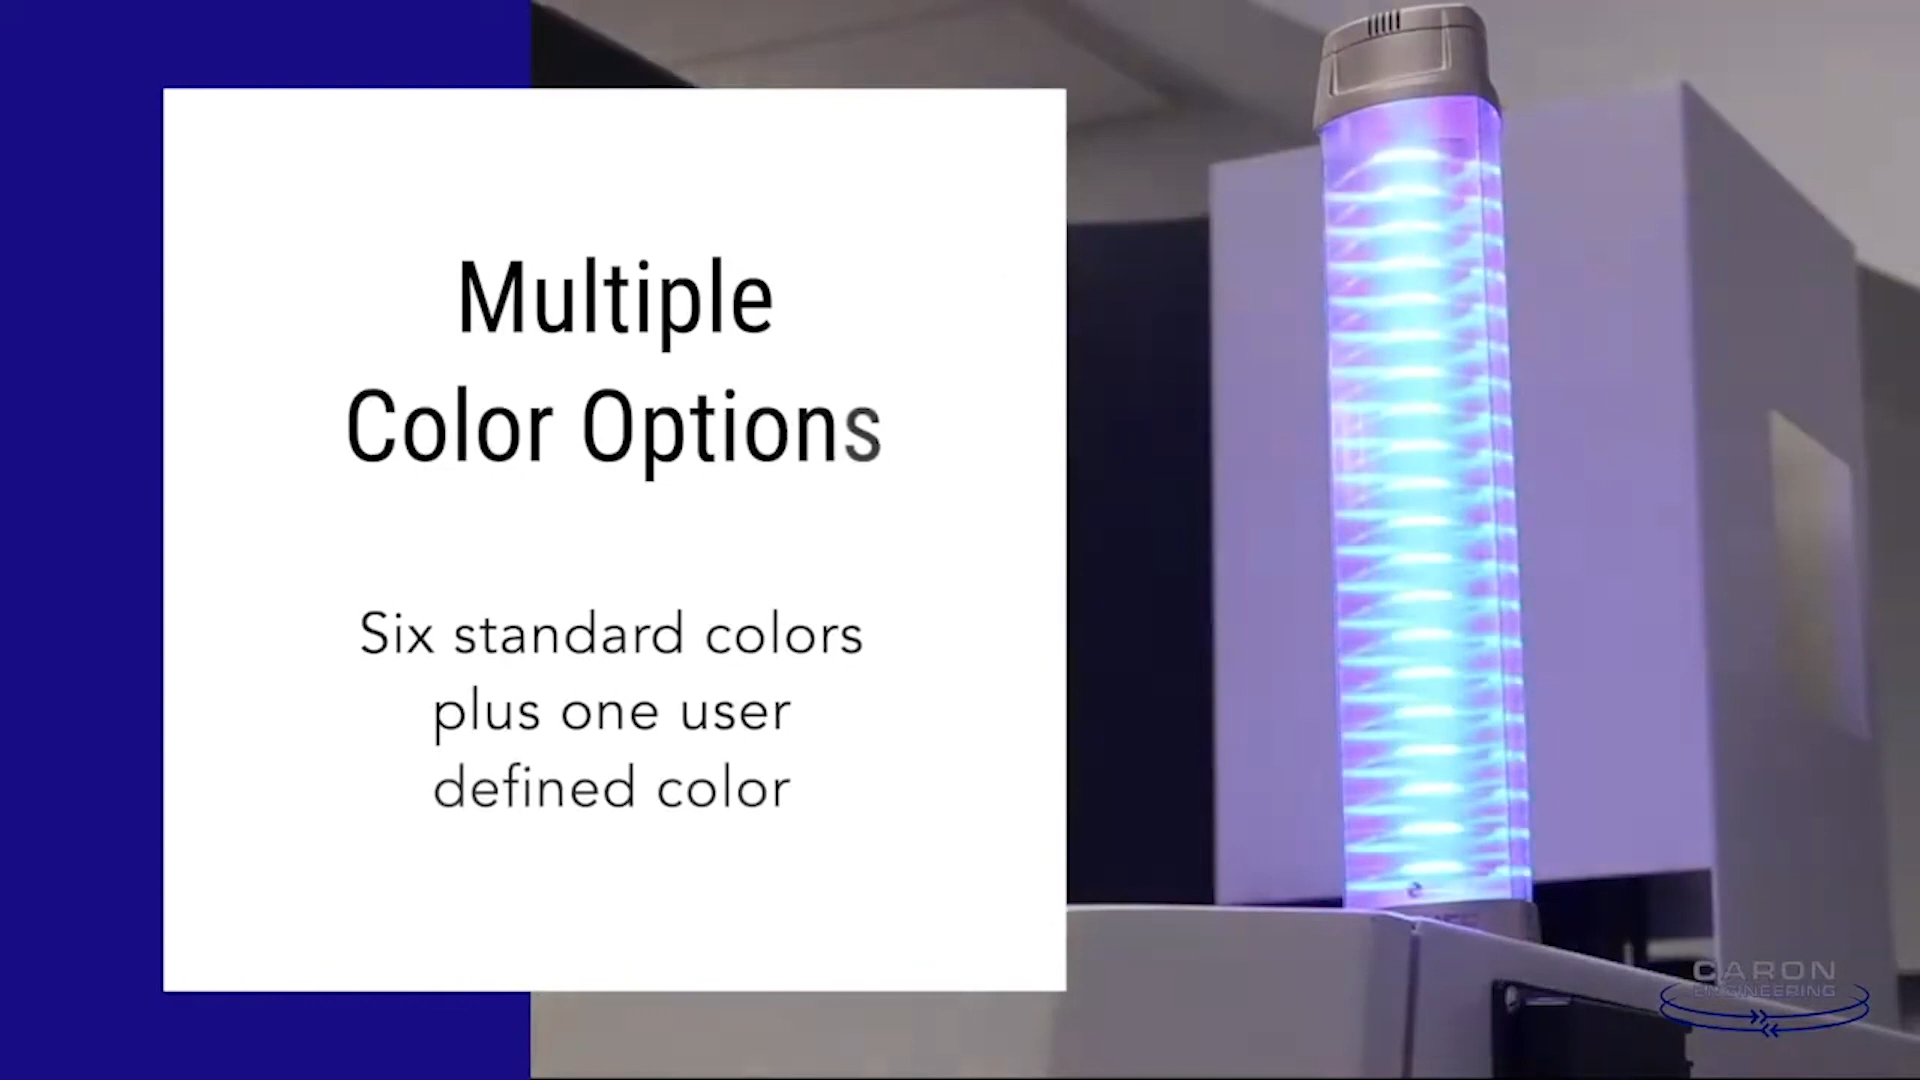 Multiple
Color Options
Six standard colors
plus one user
defined color
CARON
ENGINEERING